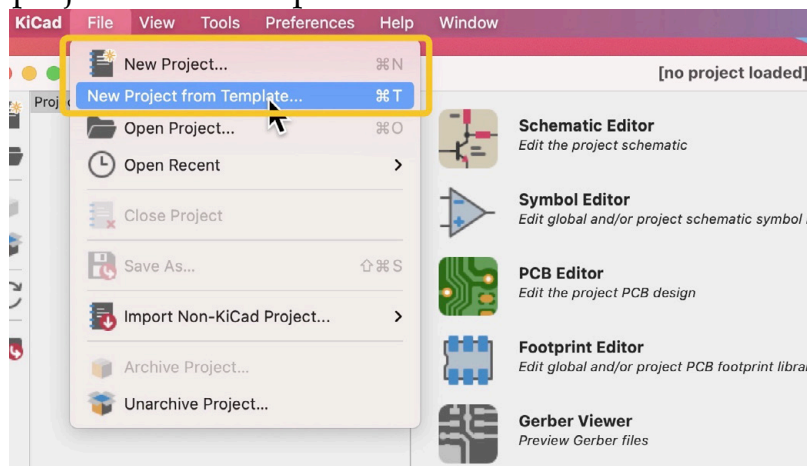 KiCad File View Tools Preferences Help Window
[no project loaded]
New Project... ⌘N
New Project from Template... ⌘T
Open Project... ⌘O
Open Recent >
Close Project
Save As... ⇧⌘S
Import Non-KiCad Project... >
Archive Project...
Unarchive Project...
Schematic Editor
Edit the project schematic
Symbol Editor
Edit global and/or project schematic symbol
PCB Editor
Edit the project PCB design
Footprint Editor
Edit global and/or project PCB footprint libra
Gerber Viewer
Preview Gerber files